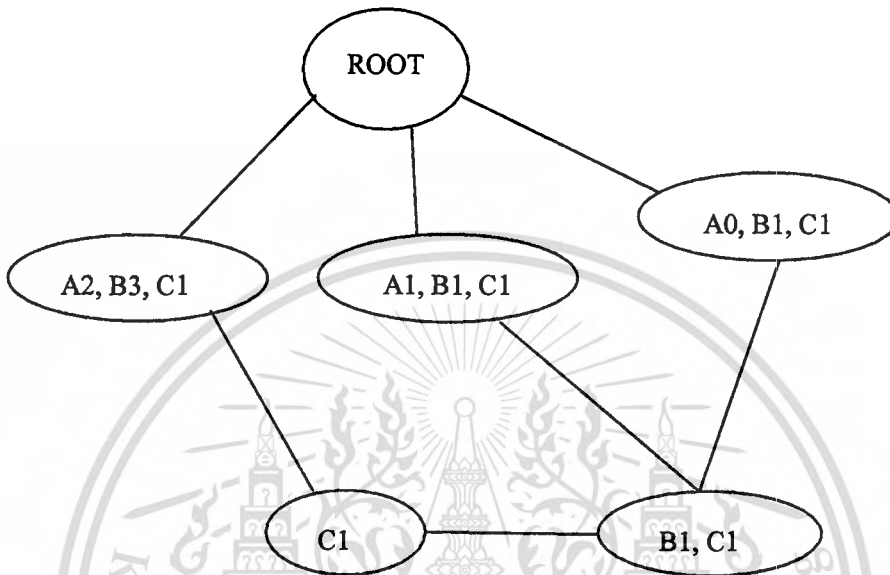 ROOT
A0, B1, C1
A2, B3, C1
A1, B1, C1
C1
B1, C1